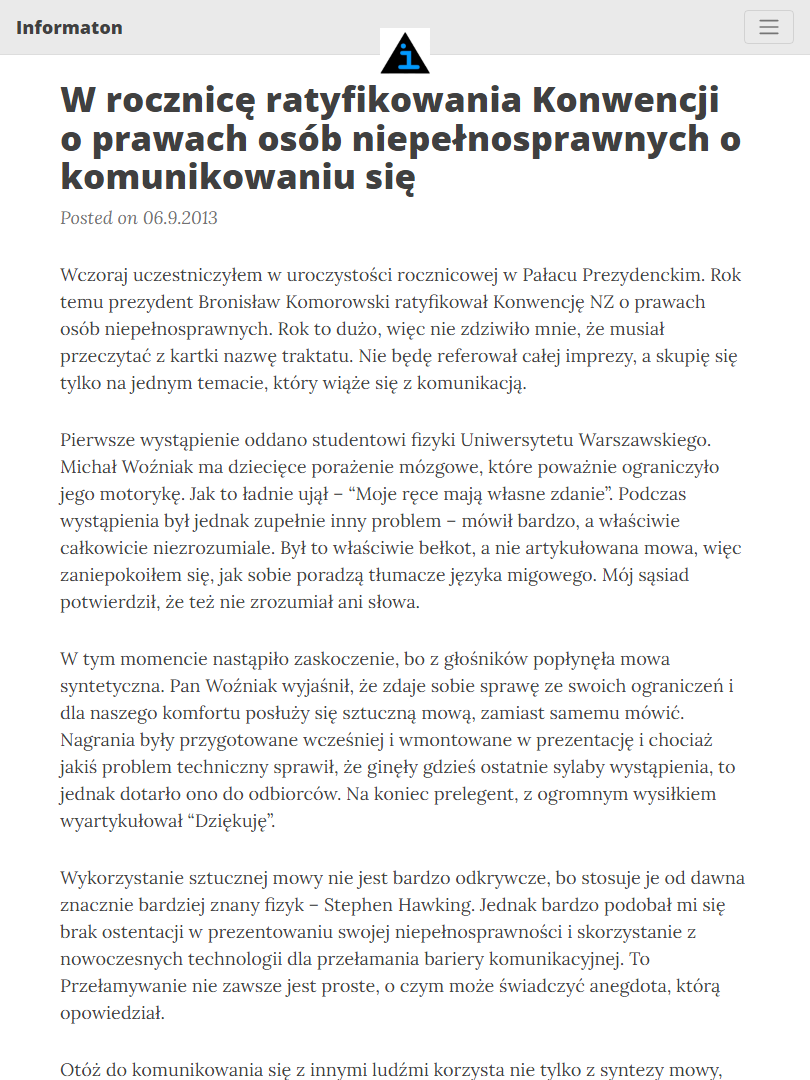 Informaton
W rocznicę ratyfikowania Konwencji
o prawach osób niepełnosprawnych o
komunikowaniu się
Posted on 06.9.2013
Wczoraj uczestniczyłem w uroczystości rocznicowej w Pałacu Prezydenckim. Rok
temu prezydent Bronisław Komorowski ratyfikował Konwencję NZ o prawach
osób niepełnosprawnych. Rok to dużo, więc nie zdziwiło mnie, że musiał
przeczytać z kartki nazwę traktatu. Nie będę referował całej imprezy, a skupię się
tylko na jednym temacie, który wiąże się z komunikacją.
Pierwsze wystąpienie oddano studentowi fizyki Uniwersytetu Warszawskiego.
Michał Woźniak ma dziecięce porażenie mózgowe, które poważnie ograniczyło
jego motorykę. Jak to ładnie ujął – “Moje ręce mają własne zdanie”. Podczas
wystąpienia był jednak zupełnie inny problem – mówił bardzo, a właściwie
całkowicie niezrozumiale. Był to właściwie bełkot, a nie artykułowana mowa, więc
zaniepokoiłem się, jak sobie poradzą tłumacze języka migowego. Mój sąsiad
potwierdził, że też nie zrozumiał ani słowa.
W tym momencie nastąpiło zaskoczenie, bo z głośników popłynęła mowa
syntetyczna. Pan Woźniak wyjaśnił, że zdaje sobie sprawę ze swoich ograniczeń i
dla naszego komfortu posłuży się sztuczną mową, zamiast samemu mówić.
Nagrania były przygotowane wcześniej i wmontowane w prezentację i chociaż
jakiś problem techniczny sprawił, że ginęły gdzieś ostatnie sylaby wystąpienia, to
jednak dotarło ono do odbiorców. Na koniec prelegent, z ogromnym wysiłkiem
wyartykułował “Dziękuję”.
Wykorzystanie sztucznej mowy nie jest bardzo odkrywcze, bo stosuje je od dawna
znacznie bardziej znany fizyk – Stephen Hawking. Jednak bardzo podobał mi się
brak ostentacji w prezentowaniu swojej niepełnosprawności i skorzystanie z
nowoczesnych technologii dla przełamania bariery komunikacyjnej. To
Przełamywanie nie zawsze jest proste, o czym może świadczyć anegdota, którą
opowiedział.
Otóż do komunikowania się z innymi ludźmi korzysta nie tylko z syntezy mowy,